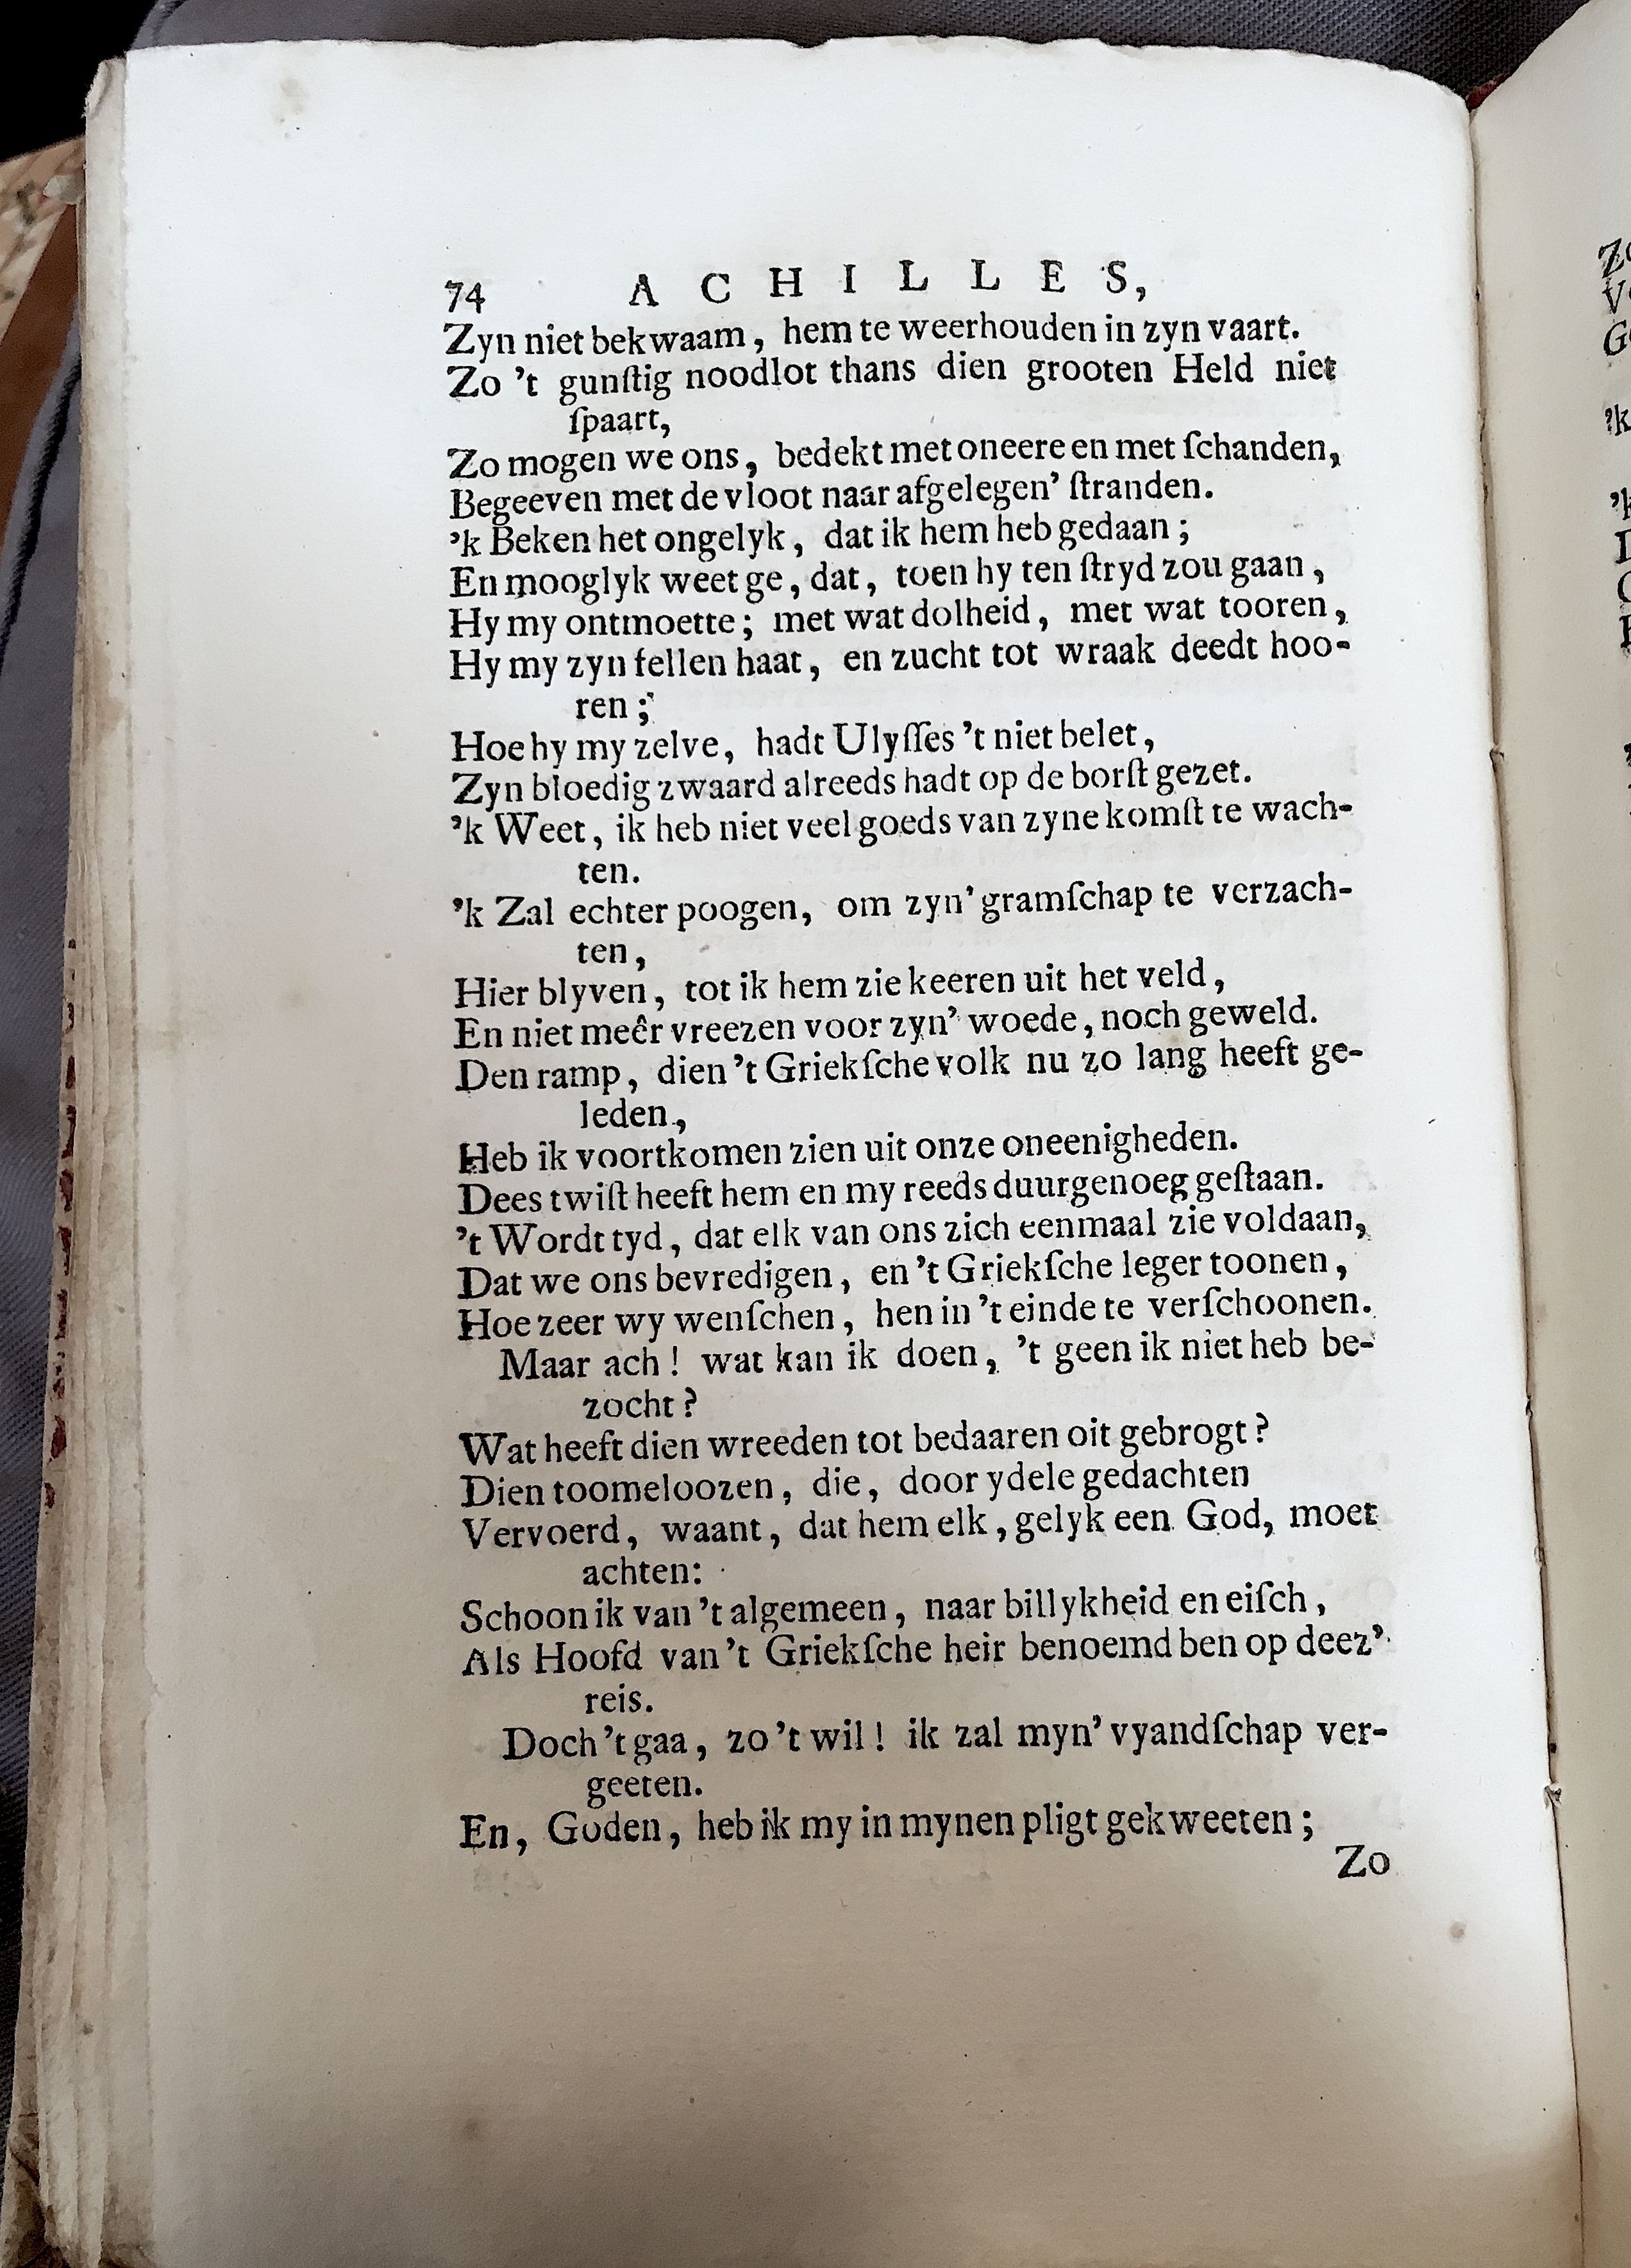 74 ACHILLES,
Zyn niet bekwaam, hem te weerhouden in zyn vaart.
Zo 't gunſtig noodlot thans dien grooten Held niet
ſpaart,
Zo mogen we ons, bedekt met oneere en met ſchanden,
Begeeven met de vloot naar afgelegen' ſtranden.
'k Beken het ongelyk, dat ik hem heb gedaan;
En mooglyk weet ge, dat, toen hy ten ſtryd zou gaan,
Hy my ontmoette; met wat dolheid, met wat tooren,
Hy my zyn fellen haat, en zucht tot wraak deedt hoo-
ren;
Hoe hy my zelve, hadt Ulyſſes 't niet belet,
Zyn bloedig zwaard alreeds hadt op de borſt gezet.
'k Weet, ik heb niet veel goeds van zyne komſt te wach-
ten.
'k Zal echter poogen, om zyn' gramſchap te verzach-
ten,
Hier blyven, tot ik hem zie keeren uit het veld,
En niet meêr vreezen voor zyn' woede, noch geweld.
Den ramp, dien 't Griekſche volk nu zo lang heeft ge-
leden,
Heb ik voortkomen zien uit onze oneenigheden.
Dees twiſt heeft hem en my reeds duur genoeg geſtaan.
't Wordt tyd, dat elk van ons zich eenmaal zie voldaan,
Dat we ons bevredigen, en 't Griekſche leger toonen,
Hoe zeer wy wenſchen, hen in 't einde te verſchoonen.
Maar ach! wat kan ik doen, 't geen ik niet heb be-
zocht?
Wat heeft dien wreeden tot bedaaren oit gebrogt?
Dien toomeloozen, die, door ydele gedachten
Vervoerd, waant, dat hem elk, gelyk een God, moet
achten:
Schoon ik van 't algemeen, naar billykheid en eiſch,
Als Hoofd van 't Griekſche heir benoemd ben op deez'
reis.
Doch 't gaa, zo 't wil! ik zal myn' vyandſchap ver-
geeten.
En, Goden, heb ik my in mynen pligt gekweeten;
Zo